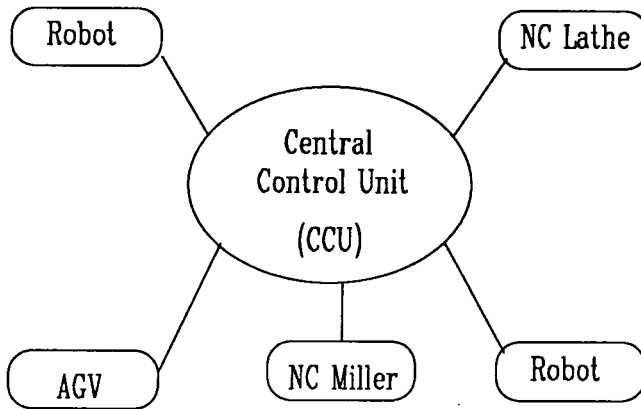 Robot
NC Lathe
Central
Control Unit
(CCU)
AGV
NC Miller
Robot